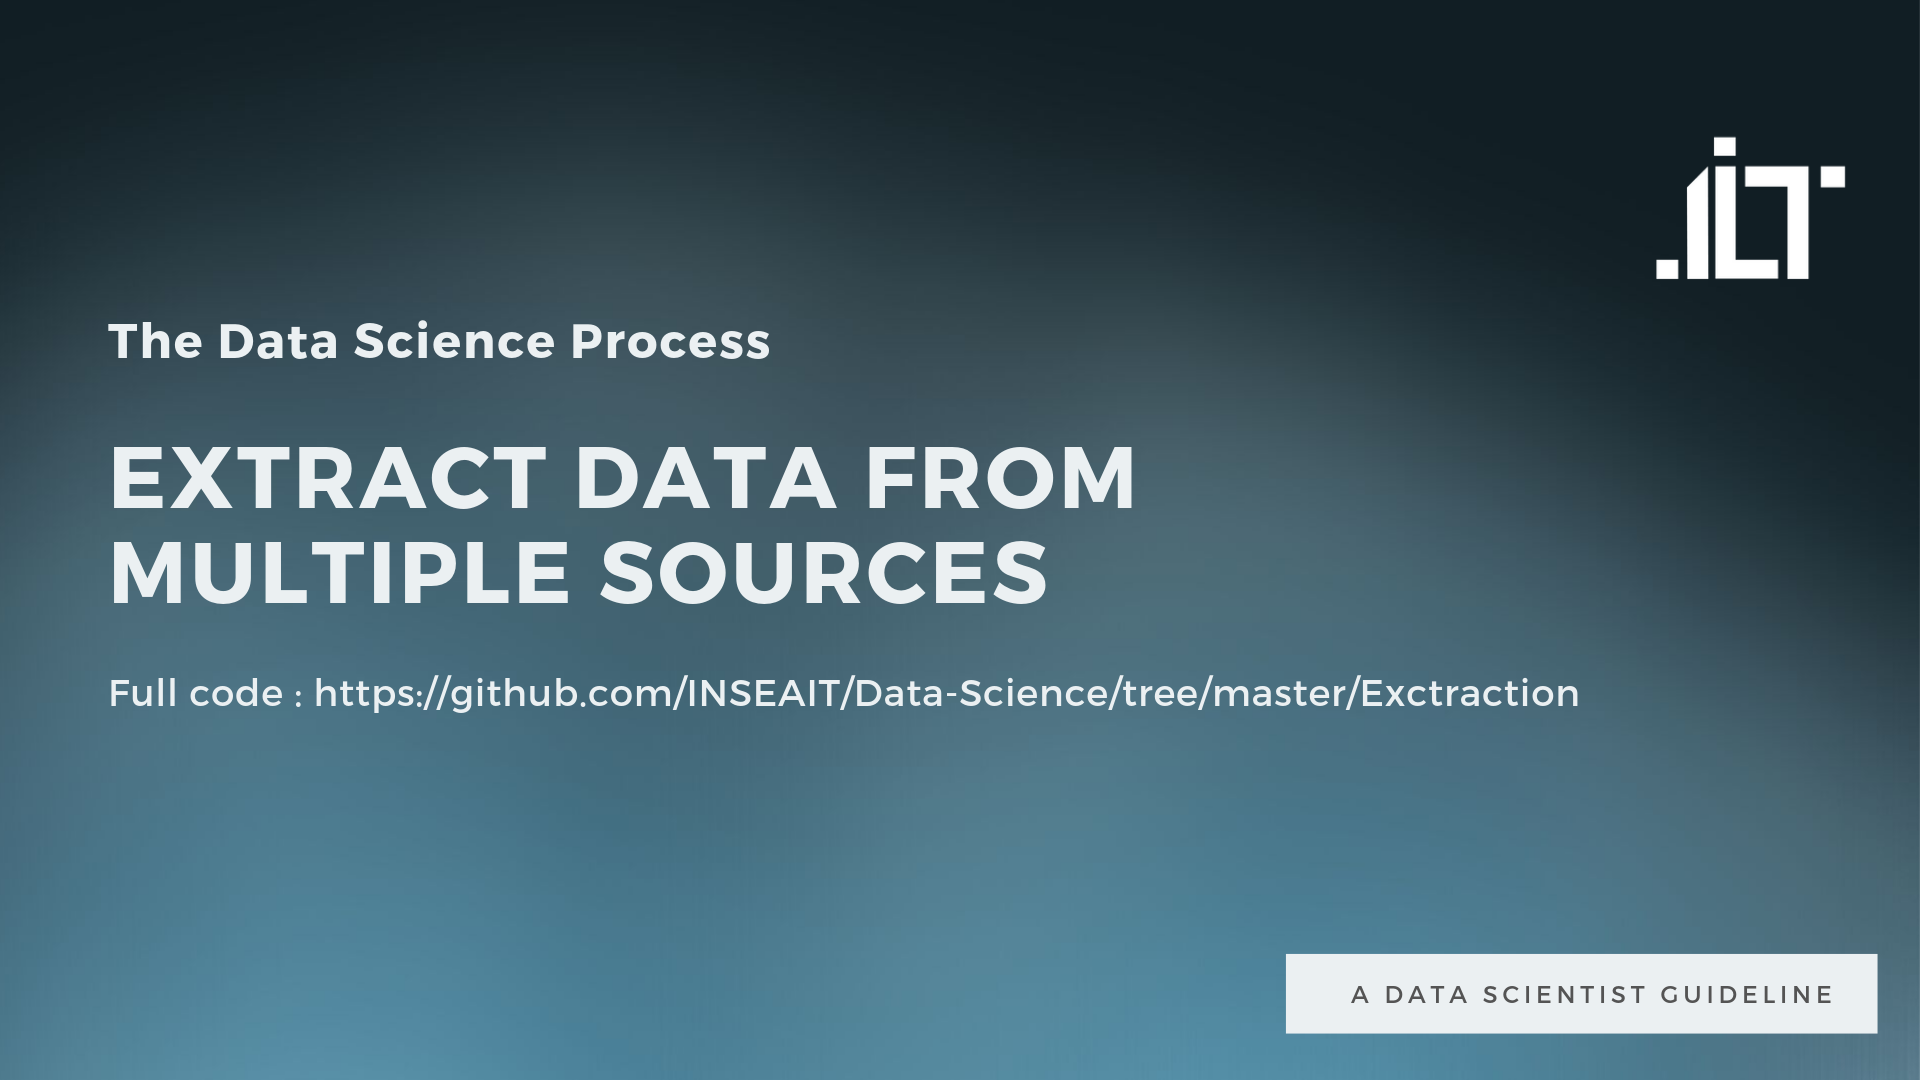 The Data Science Process
EXTRACT DATA FROM
MULTIPLE SOURCES
Full code : https://github.com/INSEAIT/Data-Science/tree/master/Exctraction
A DATA SCIENTIST GUIDELINE